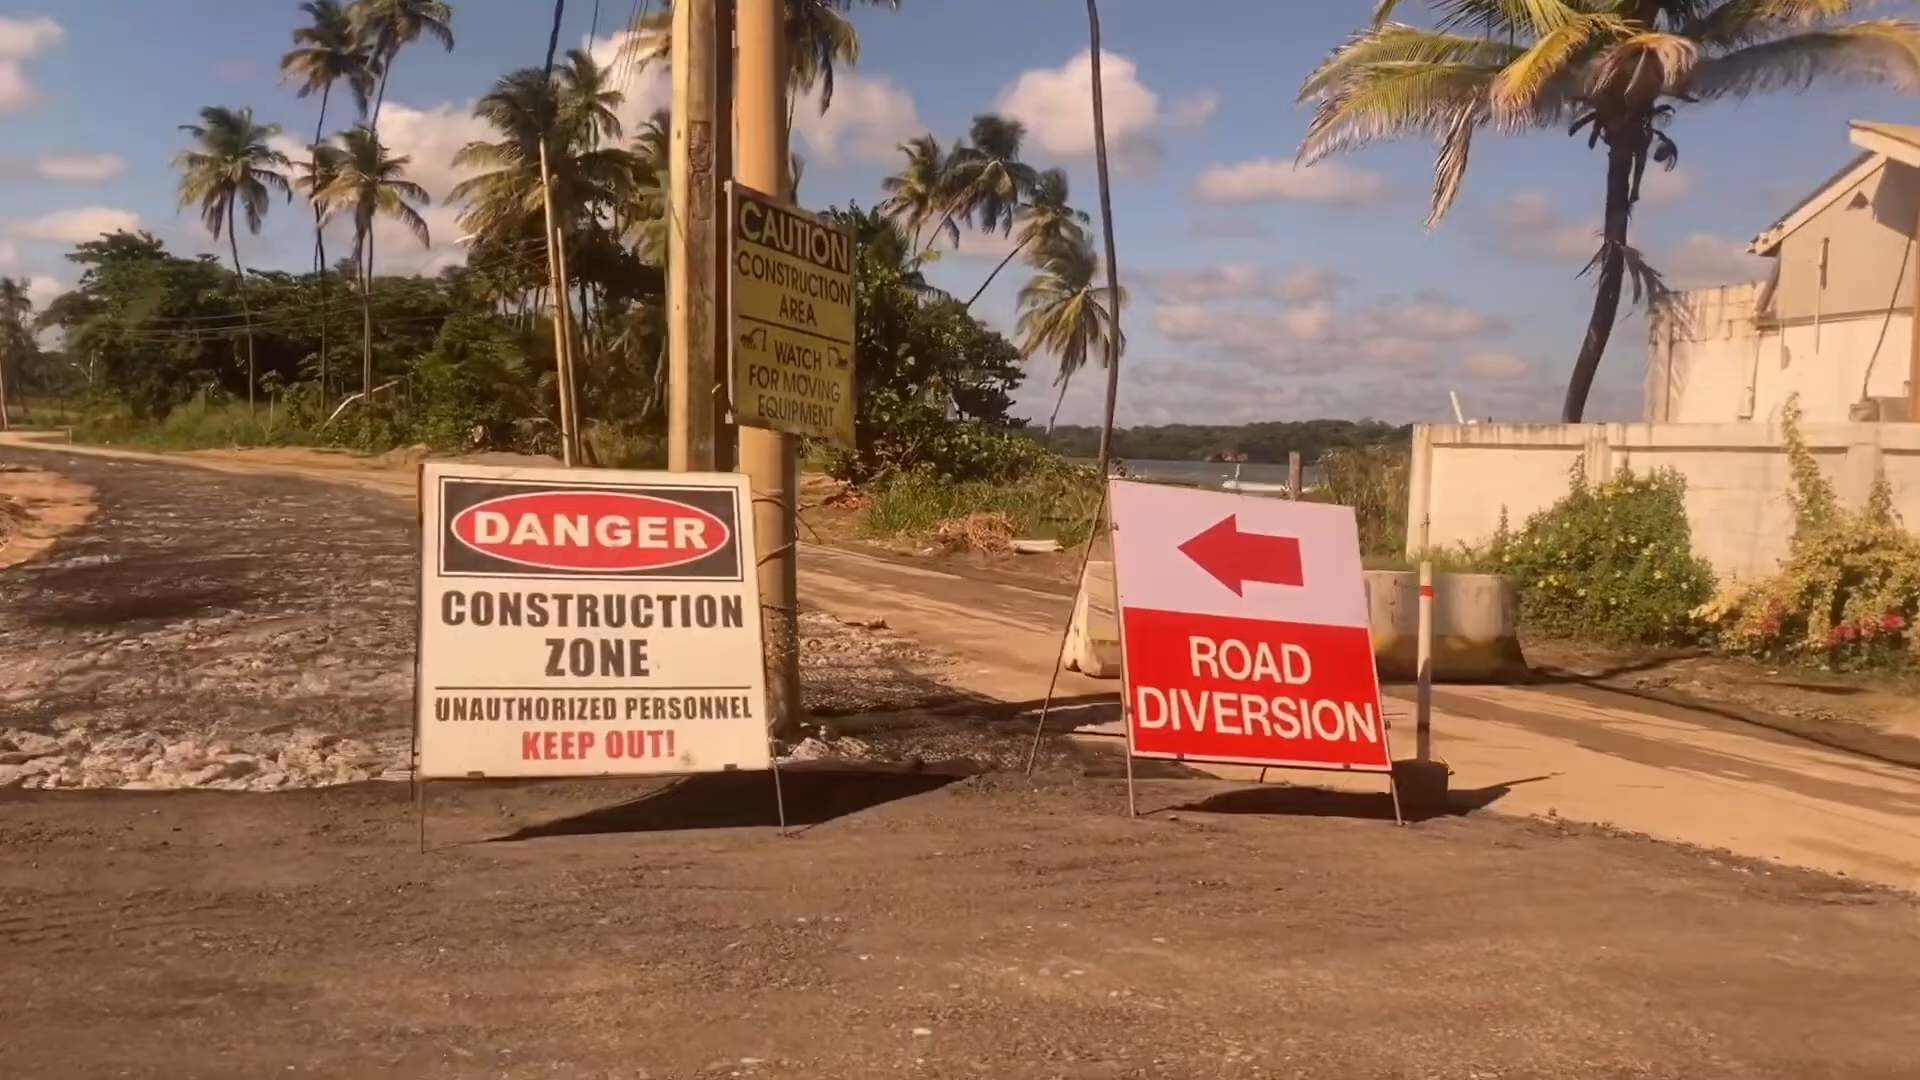 CAUTION
CONSTRUCTION
AREA
WATCH
FOR MOVING
EQUIPMENT
DANGER
CONSTRUCTION
ZONE
UNAUTHORIZED PERSONNEL
KEEP OUT!
ROAD
DIVERSION